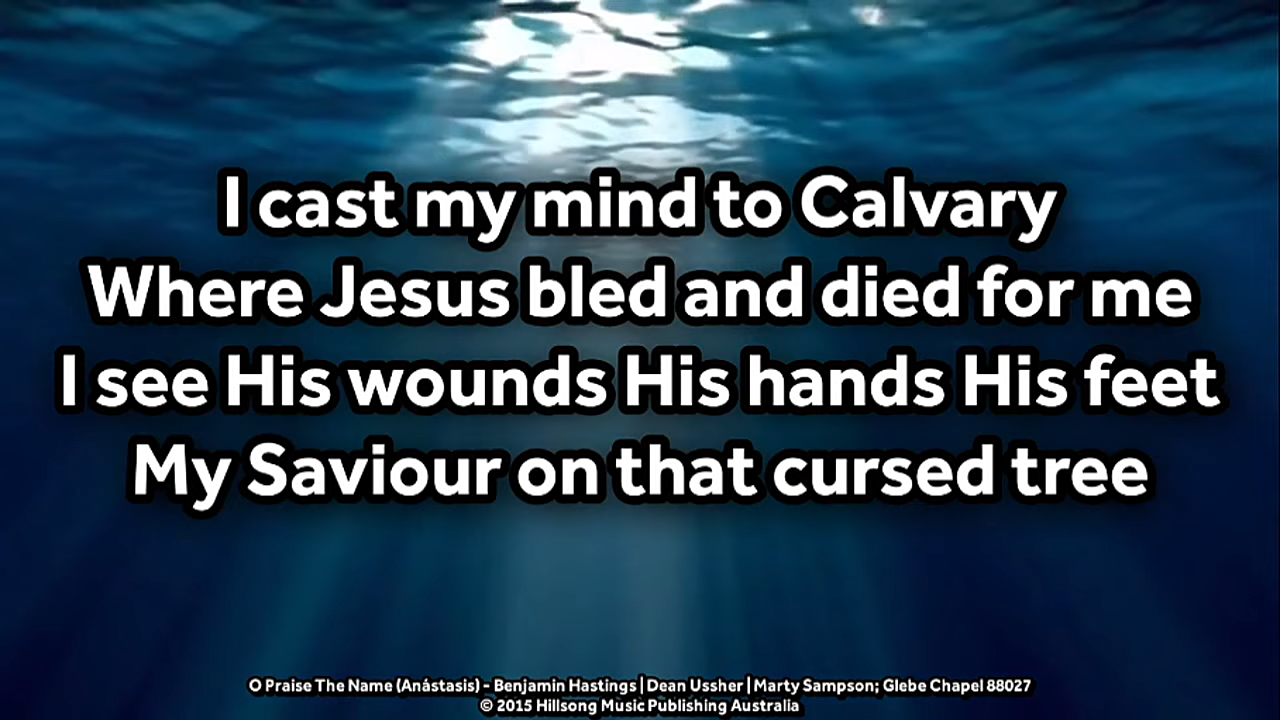 I cast my mind to Calvary
Where Jesus bled and died for me
I see His wounds His hands His feet
My Saviour on that cursed tree
O Praise The Name (Anástasis) - Benjamin Hastings | Dean Ussher | Marty Sampson; Glebe Chapel 88027
© 2015 Hillsong Music Publishing Australia